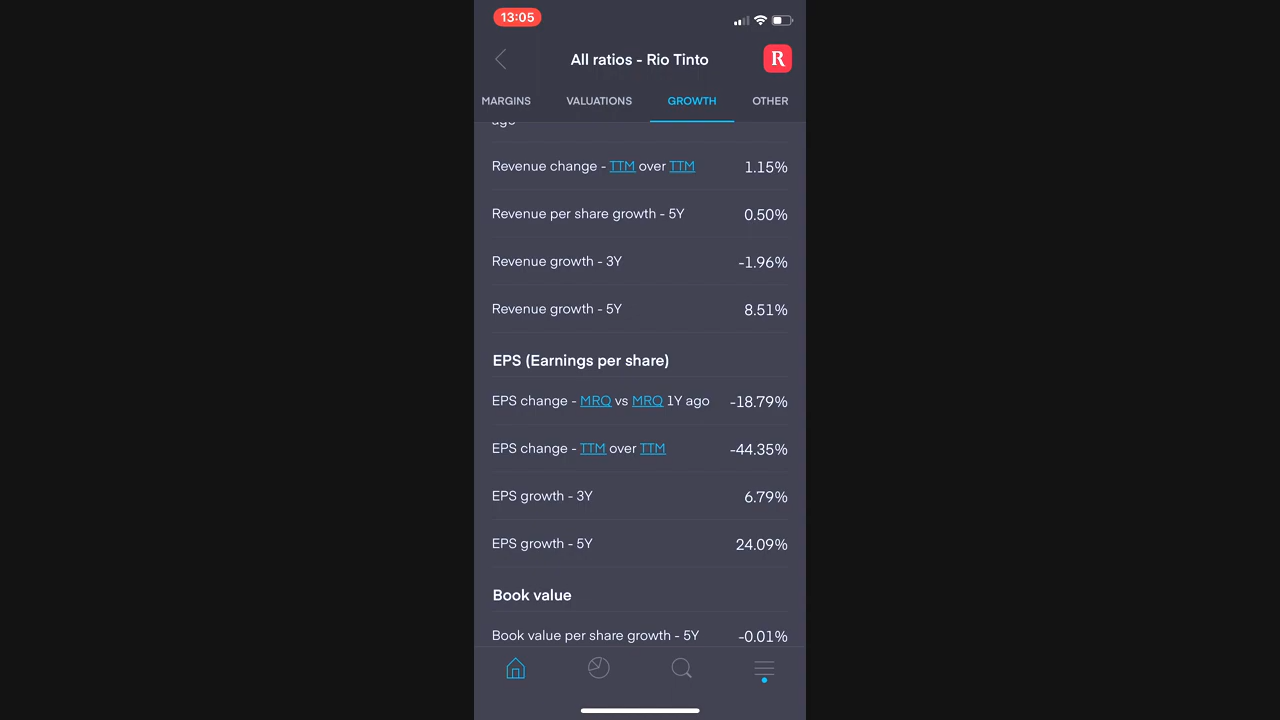 13:05
All ratios - Rio Tinto
R
MARGINS VALUATIONS GROWTH OTHER
ago
Revenue change - TTM over TTM 1.15%
Revenue per share growth - 5Y 0.50%
Revenue growth - 3Y -1.96%
Revenue growth - 5Y 8.51%
EPS (Earnings per share)
EPS change - MRQ vs MRQ 1Y ago -18.79%
EPS change - TTM over TTM -44.35%
EPS growth - 3Y 6.79%
EPS growth - 5Y 24.09%
Book value
Book value per share growth - 5Y -0.01%